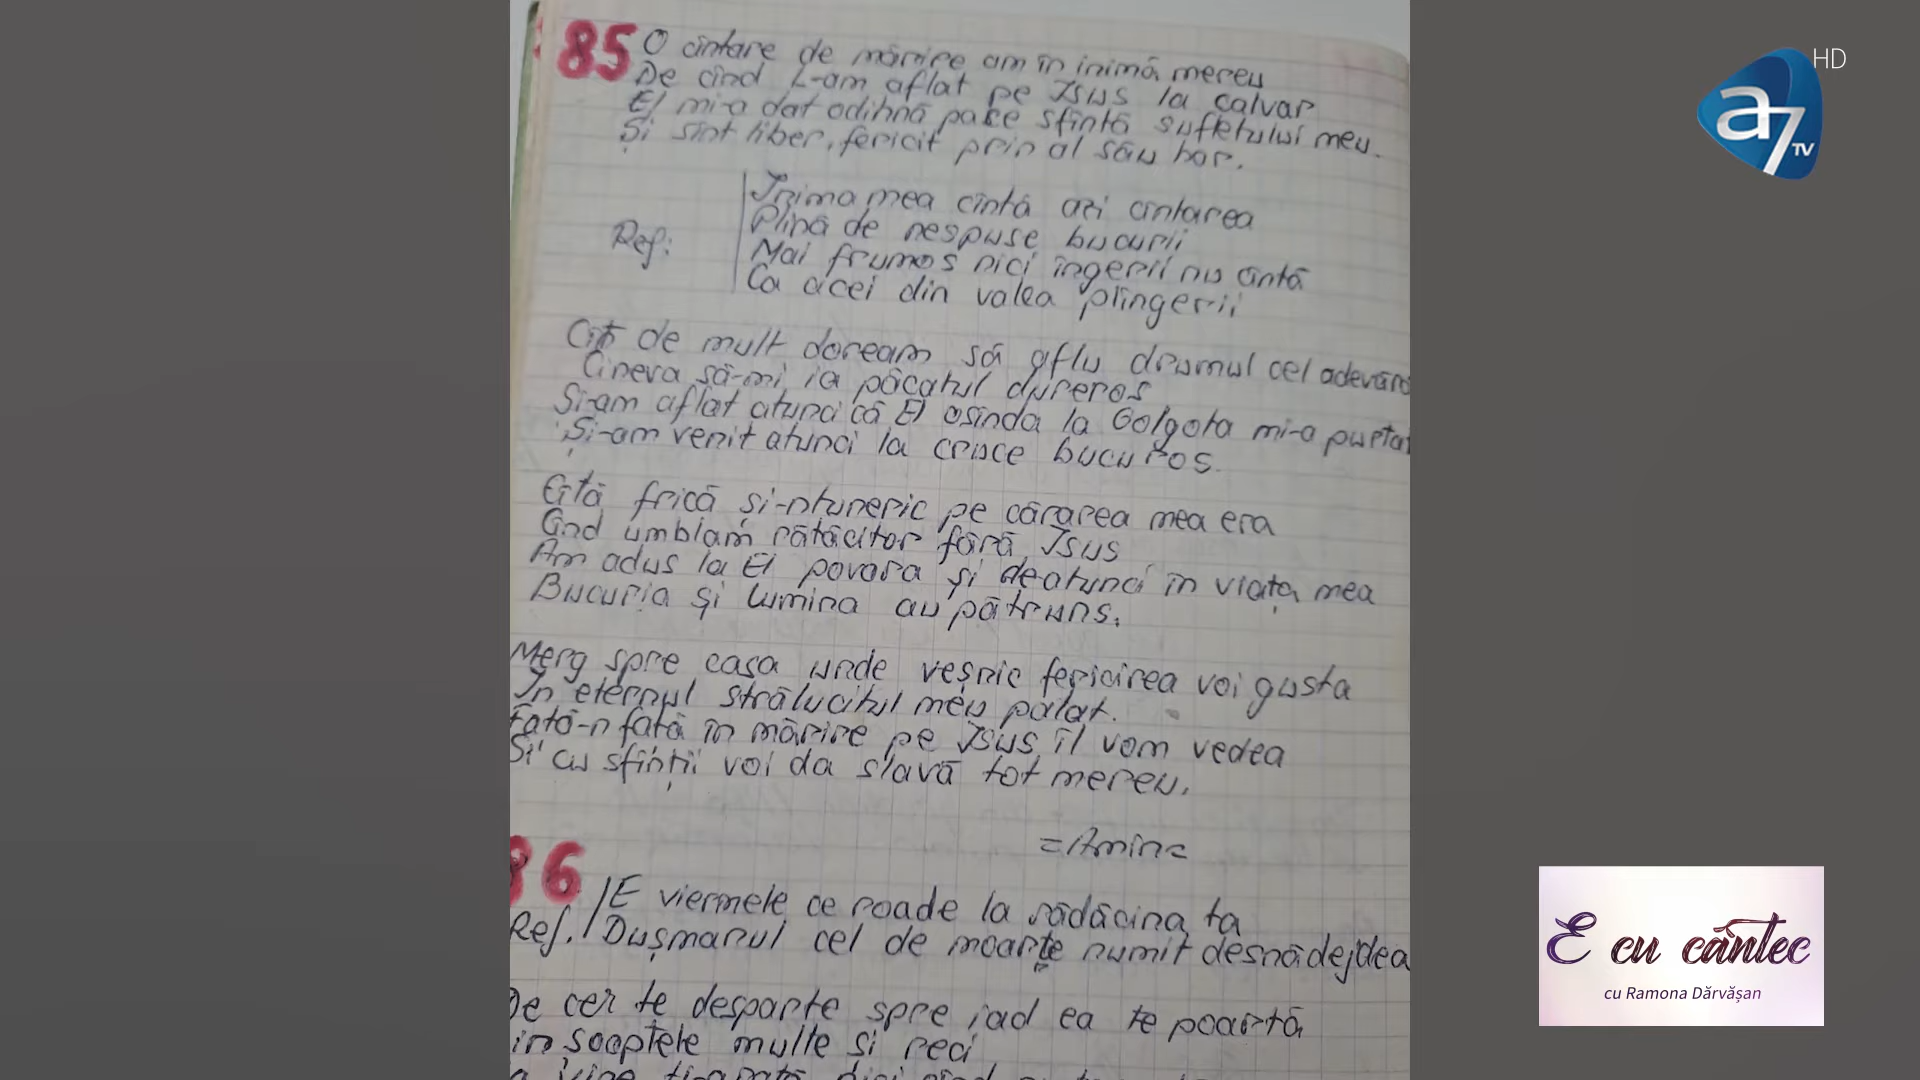 85 O cîntare de mărire am în inimă mereu
De cînd L-am aflat pe Isus la calvar
El mi-a dat odihnă pace sfîntă sufletului meu.
Și sînt liber, fericit prin al său har.
Inima mea cîntă azi cîntarea
Plină de nespuse bucurii
Ref:
Mai frumos nici îngerii nu cîntă
Ca acei din valea plîngerii
Cît de mult doream să aflu drumul cel adevăra
Cineva să-mi ia păcatul dureros
Și-am aflat atunci că El osînda la Golgota mi-a purtat
Și-am venit atunci la cruce bucuros.
Cîtă frică și-ntuneric pe cărarea mea era
Cînd umblam rătăcitor fără Isus
Am adus la El povara și deatunci în viața mea
Bucuria și lumina au pătruns.
Merg spre casa unde veșnic fericirea voi gusta
In eternul strălucitul meu palat.
Față-n față în mărire pe Isus îl vom vedea
Și cu sfinții voi da slavă tot mereu.
=Amin=
86 E viermele ce roade la rădăcina ta
Ref. Dușmanul cel de moarte numit desnădejdea
De cer te desparte spre iad ea te poartă
în șoaptele multe și reci
a7 TV HD
E cu cântec
cu Ramona Dărvășan